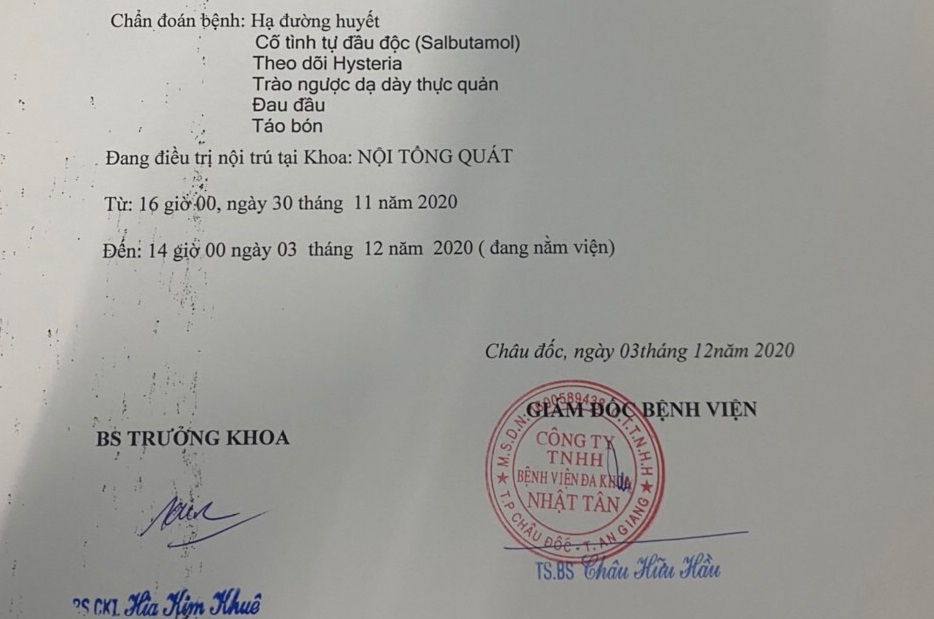 Chẩn đoán bệnh: Hạ đường huyết
Cố tình tự đầu độc (Salbutamol)
Theo dõi Hysteria
Trào ngược dạ dày thực quản
Đau đầu
Táo bón
Đang điều trị nội trú tại Khoa: NỘI TỔNG QUÁT
Từ: 16 giờ 00, ngày 30 tháng 11 năm 2020
Đến: 14 giờ 00 ngày 03 tháng 12 năm 2020 ( đang nằm viện)
Châu đốc, ngày 03tháng 12năm 2020
GIÁM ĐỐC BỆNH VIỆN
BS TRƯỞNG KHOA
M.S.D.N: T.T.N.H.H
CÔNG TY
TNHH
BỆNH VIỆN ĐA KHOA
NHẬT TÂN
T.P CHÂU ĐỐC - T. AN GIANG
TS.BS Châu Hữu Hầu
BS CKI. Hia Kim Khuê